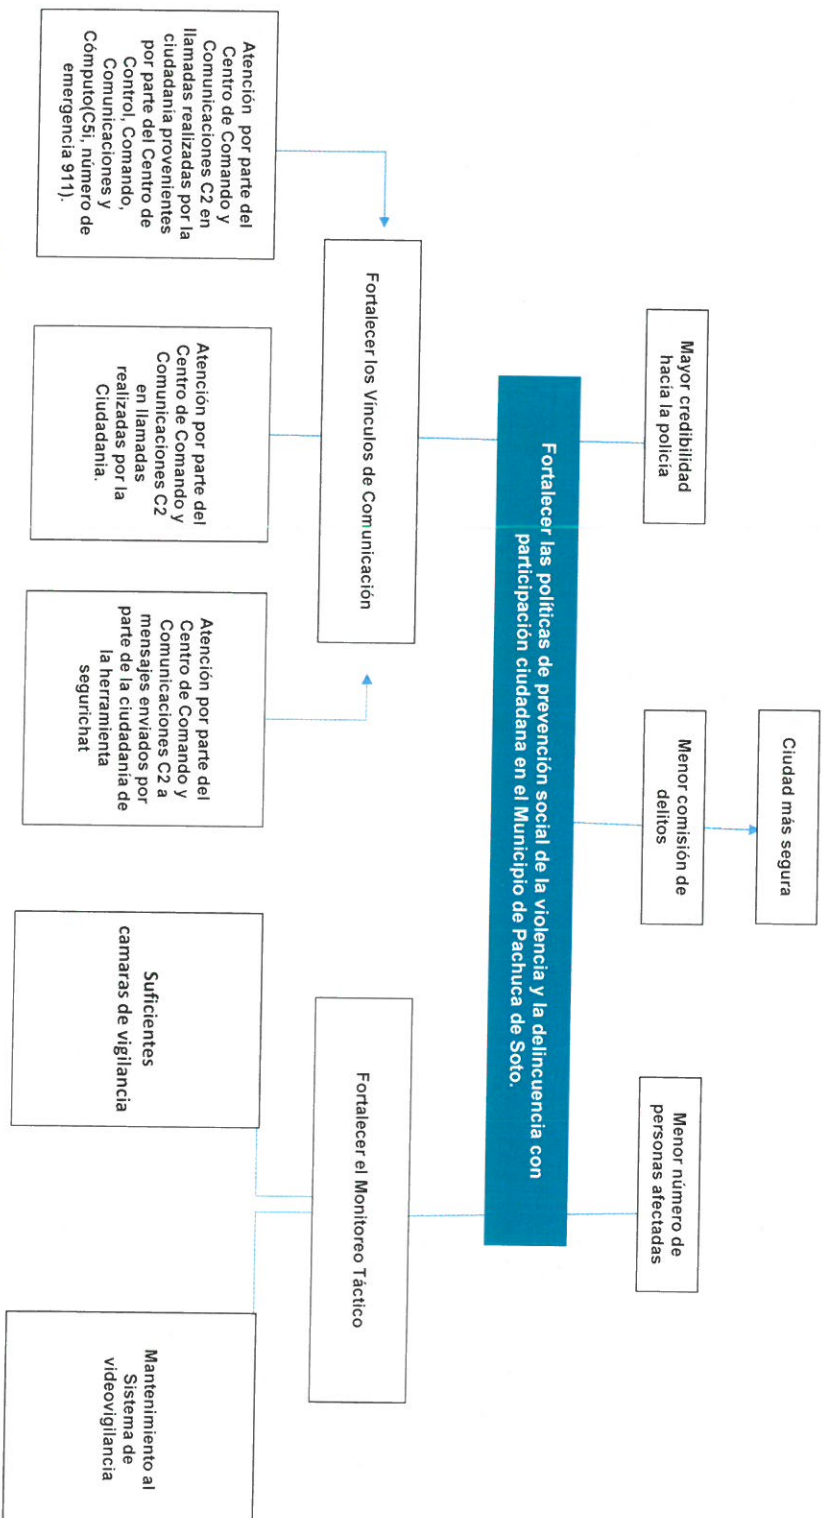 Ciudad más segura
Mayor credibilidad
hacia la policia
Menor comisión de
delitos
Menor número de
personas afectadas
Fortalecer las políticas de prevención social de la violencia y la delincuencia con
participación ciudadana en el Municipio de Pachuca de Soto.
Fortalecer los Vínculos de Comunicación
Fortalecer el Monitoreo Táctico
Atención por parte del
Centro de Comando y
Comunicaciones C2 en
llamadas realizadas por la
ciudadania provenientes
por parte del Centro de
Control, Comando,
Comunicaciones y
Cómputo(C5i, número de
emergencia 911).
Atención por parte del
Centro de Comando y
Comunicaciones C2
en llamadas
realizadas por la
Ciudadania.
Atención por parte del
Centro de Comando y
Comunicaciones C2 a
mensajes enviados por
parte de la ciudadania de
la herramienta
segurichat
Suficientes
camaras de vigilancia
Mantenimiento al
Sistema de
videovigilancia